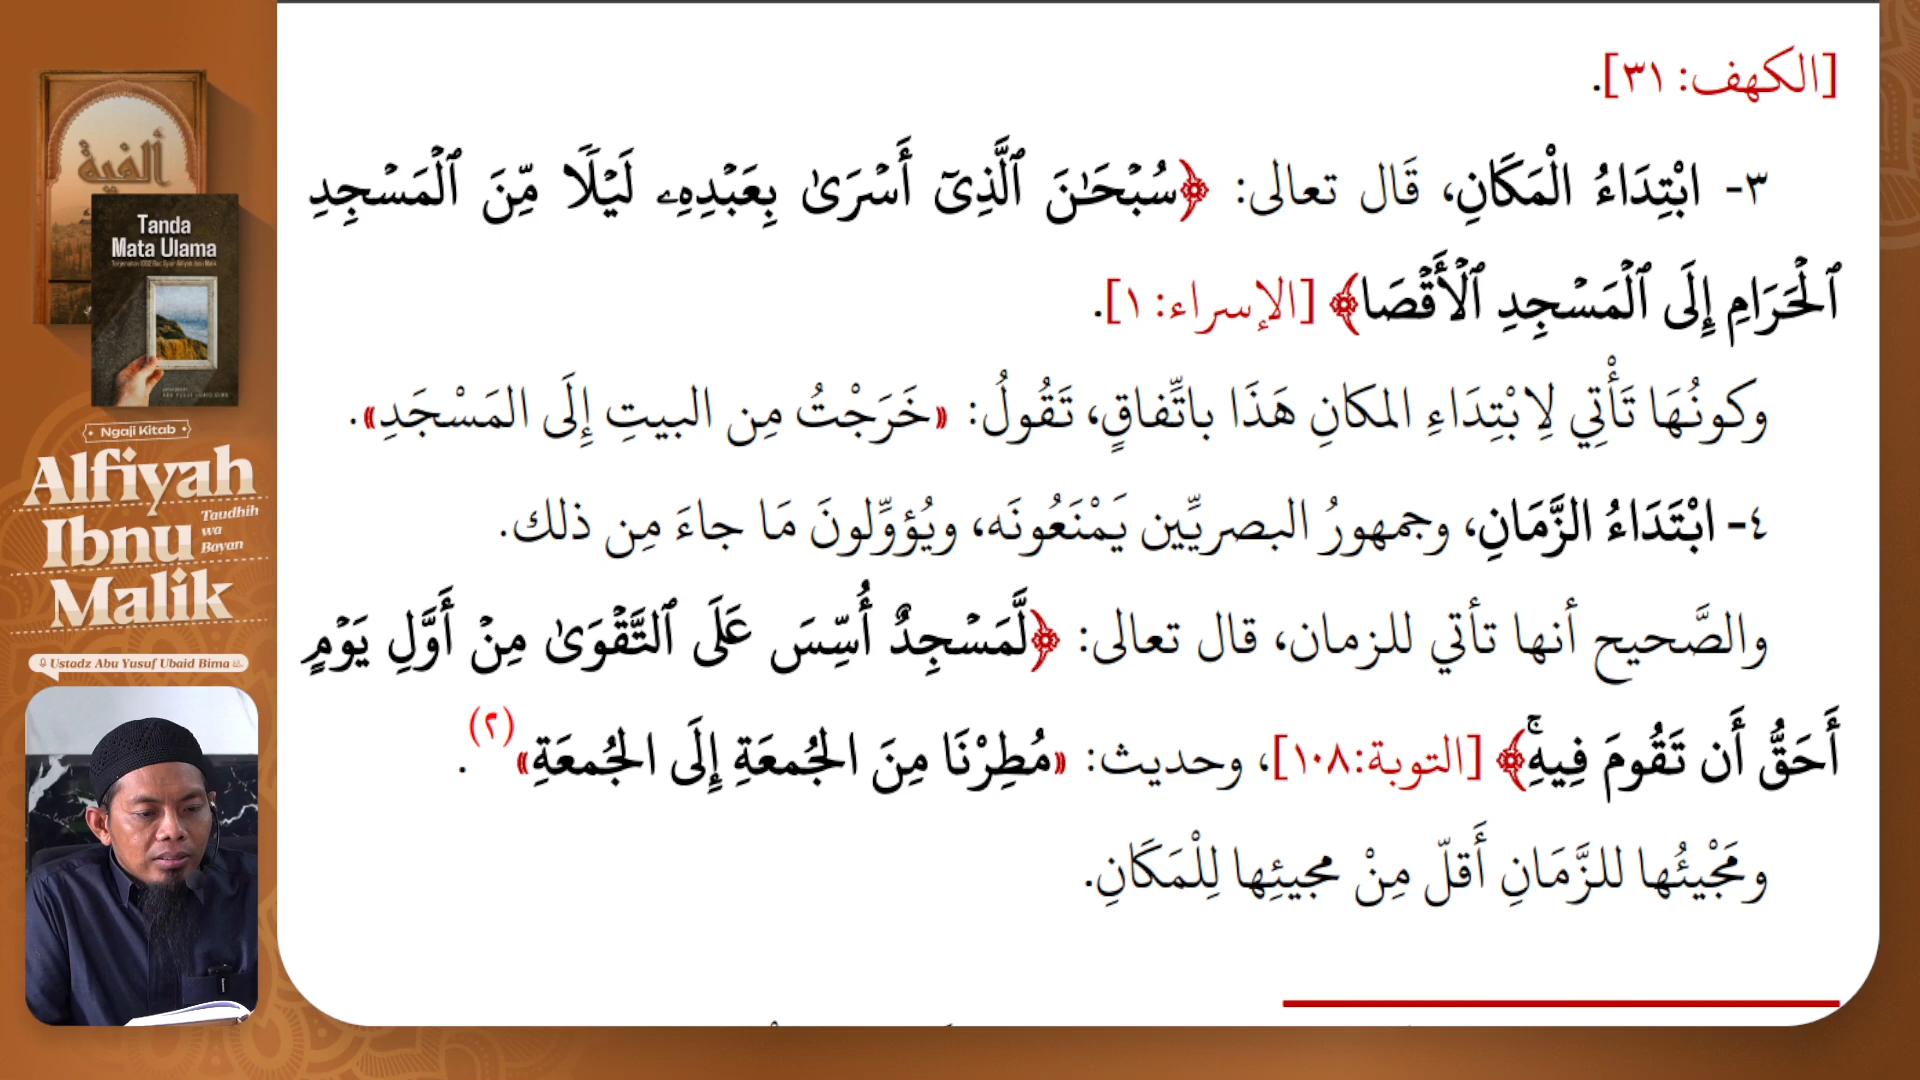 [الكهف: ٣١].
٣- ابْتِدَاءُ الْمَكَانِ، قَال تعالى: ﴿سُبْحَٰنَ ٱلَّذِىٓ أَسْرَىٰ بِعَبْدِهِۦ لَيْلًا مِّنَ ٱلْمَسْجِدِ
ٱلْحَرَامِ إِلَى ٱلْمَسْجِدِ ٱلْأَقْصَا﴾ [الإسراء: ١].
وكونُهَا تَأْتِي لِابْتِدَاءِ المكانِ هَذَا باتِّفاقٍ، تَقُولُ: «خَرَجْتُ مِن البيتِ إِلَى المَسْجَدِ».
٤- ابْتَدَاءُ الزَّمَانِ، وجمهورُ البصريِّين يَمْنَعُونَه، ويُؤوِّلونَ مَا جاءَ مِن ذلك.
والصَّحيح أنها تأتي للزمان، قال تعالى: ﴿لَّمَسْجِدٌ أُسِّسَ عَلَى ٱلتَّقْوَىٰ مِنْ أَوَّلِ يَوْمٍ
أَحَقُّ أَن تَقُومَ فِيهِۚ﴾ [التوبة:١٠٨]، وحديث: «مُطِرْنَا مِنَ الجُمعَةِ إِلَى الجُمعَةِ»(٢).
ومَجْيئُها للزَّمَانِ أَقلّ مِنْ مجيئِها لِلْمَكَانِ.
ألفية
Tanda
Mata Ulama
Ngaji Kitab
Alfiyah
Ibnu
Taudhih
wa
Bayan
Malik
Ustadz Abu Yusuf Ubaid Bima